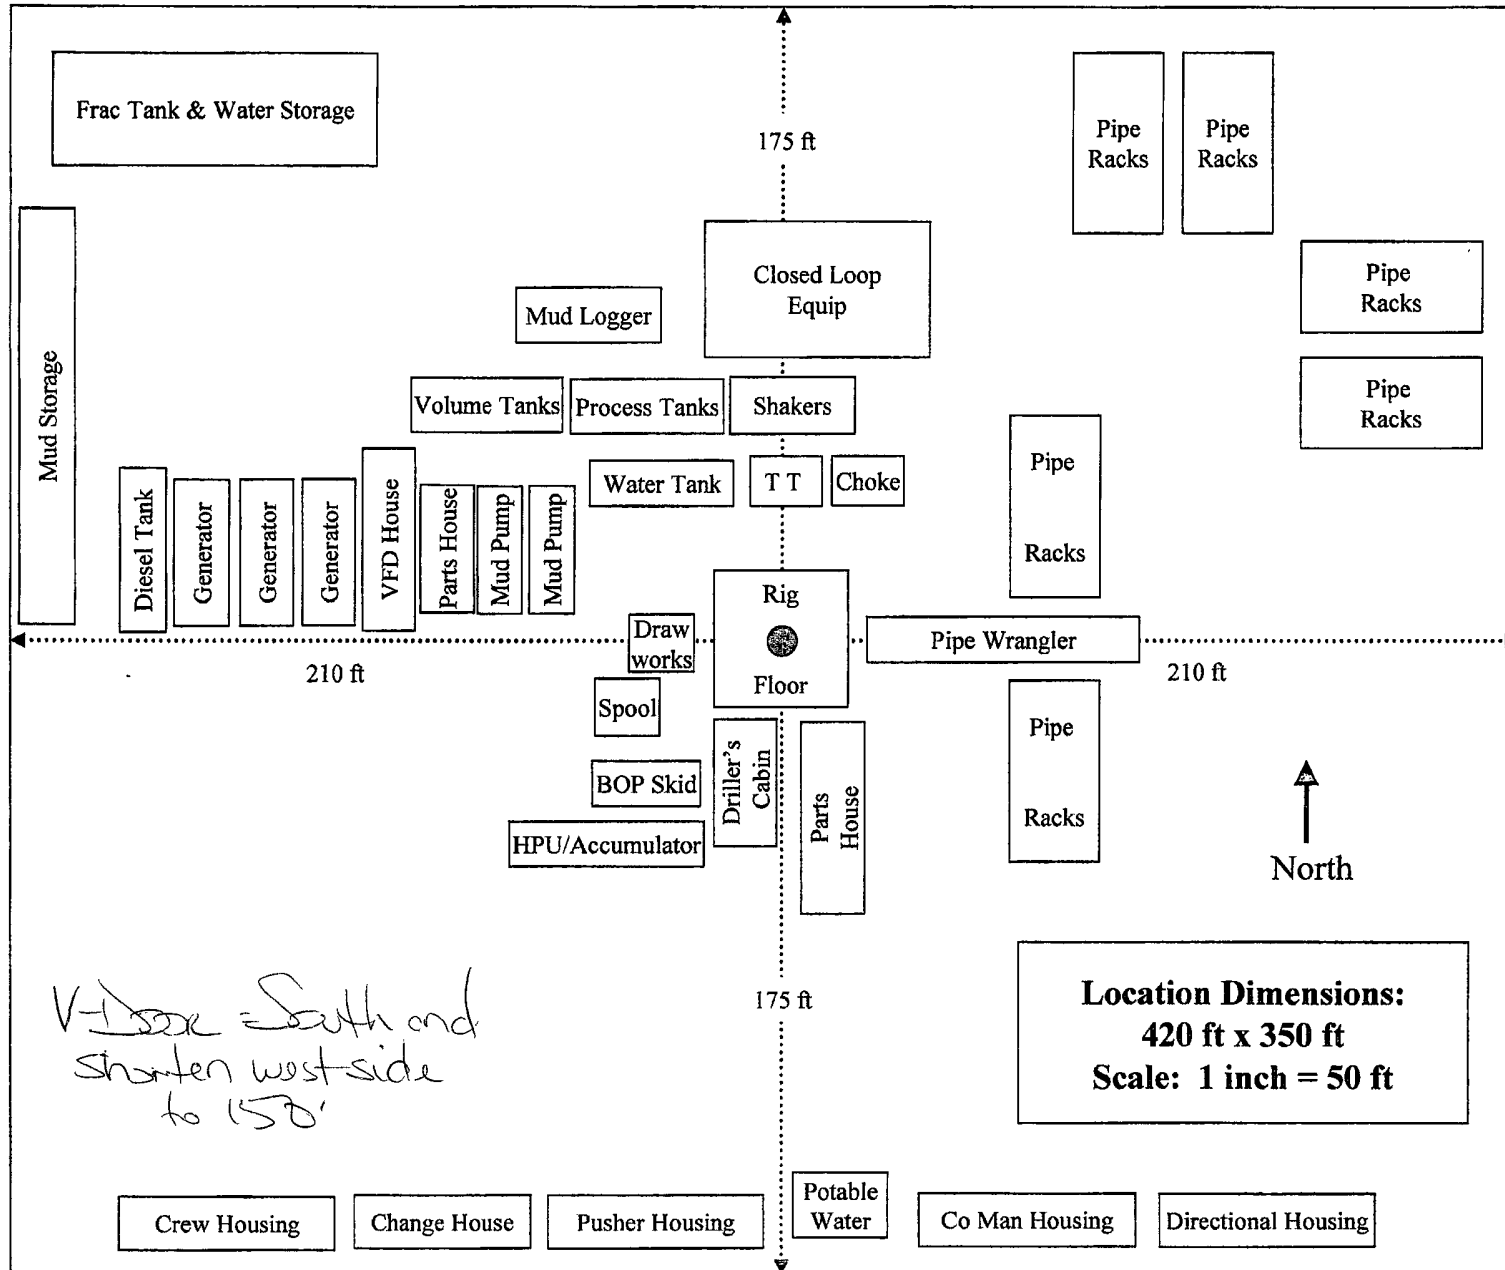 Frac Tank & Water Storage
175 ft
Pipe
Racks
Pipe
Racks
Closed Loop
Equip
Pipe
Racks
Mud Logger
Mud Storage
Volume Tanks
Process Tanks
Shakers
Pipe
Racks
Diesel Tank
Generator
Generator
Generator
VFD House
Parts House
Mud Pump
Mud Pump
Water Tank
T T
Choke
Pipe
Racks
Rig
Floor
Draw
works
Pipe Wrangler
210 ft
210 ft
Spool
BOP Skid
HPU/Accumulator
Driller's
Cabin
Parts
House
Pipe
Racks
North
V-Door = South and
shorten west side
to 150'
175 ft
Location Dimensions:
420 ft x 350 ft
Scale: 1 inch = 50 ft
Crew Housing
Change House
Pusher Housing
Potable
Water
Co Man Housing
Directional Housing